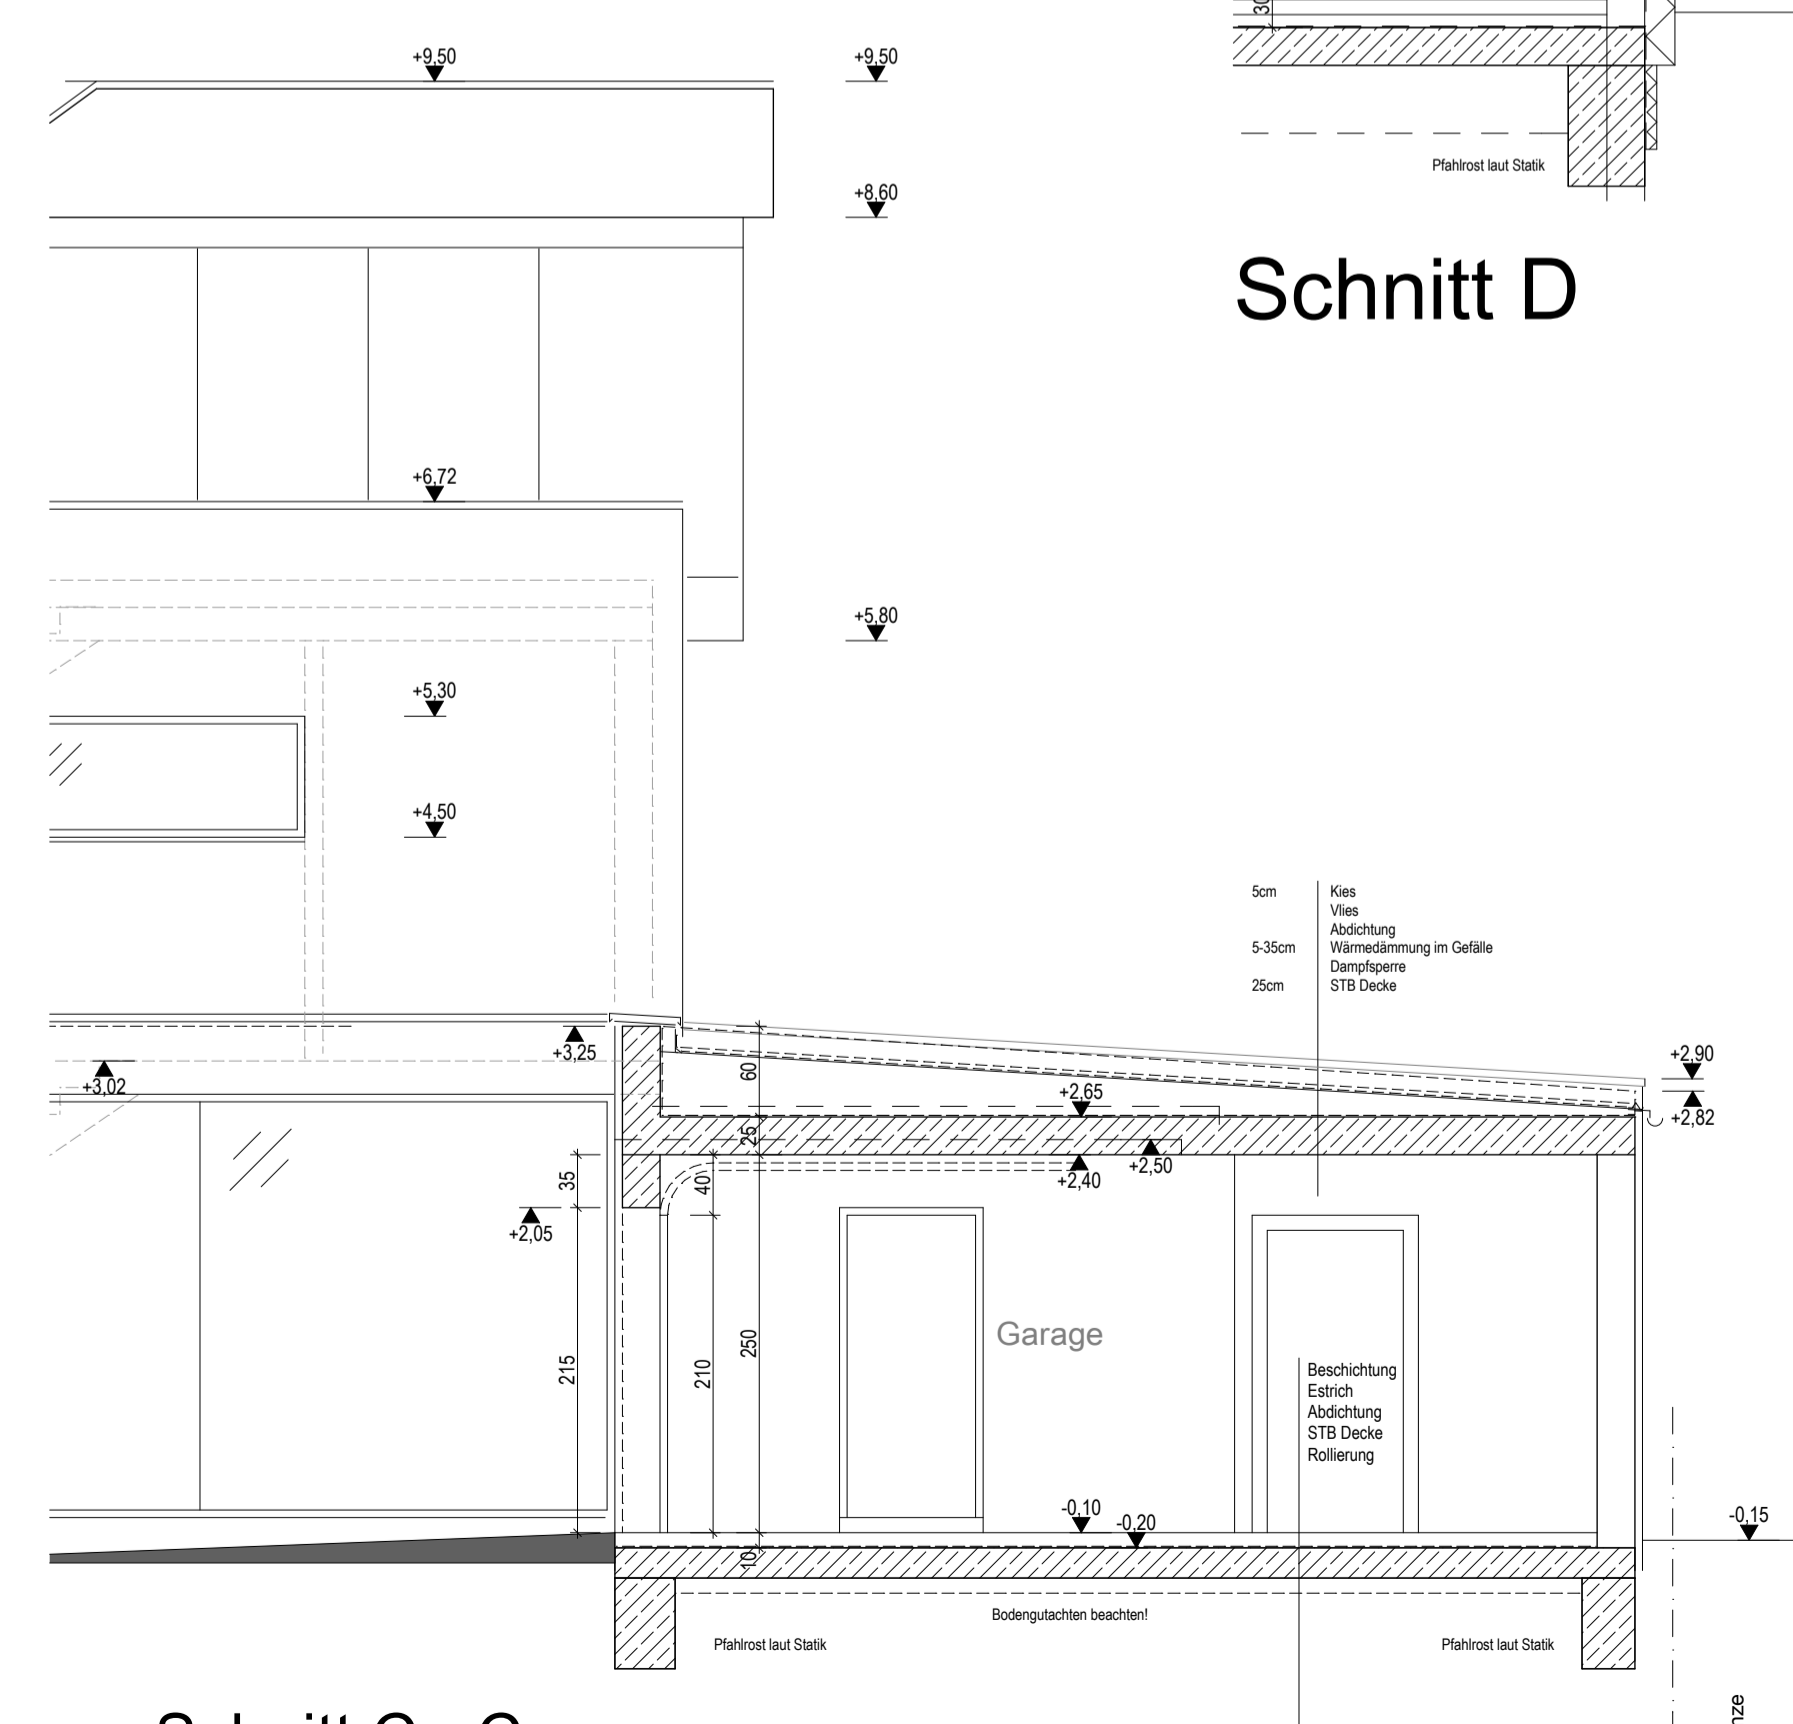 30
+9,50
+9,50
Pfahlrost laut Statik
+8,60
Schnitt D
+6,72
+5,80
+5,30
+4,50
5cm Kies
Vlies
Abdichtung
5-35cm Wärmedämmung im Gefälle
Dampfsperre
25cm STB Decke
+3,25
+2,90
60
+3,02
+2,65
+2,82
25
+2,50
35
40
+2,40
+2,05
Garage
250
215
210
Beschichtung
Estrich
Abdichtung
STB Decke
Rollierung
-0,10
-0,20
-0,15
10
Bodengutachten beachten!
Pfahlrost laut Statik
Pfahlrost laut Statik